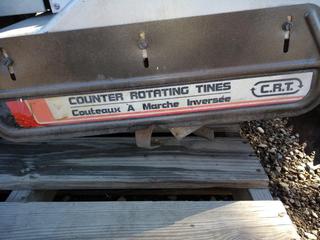 COUNTER ROTATING TINES
Couteaux À Marche Inversée
C.R.T.